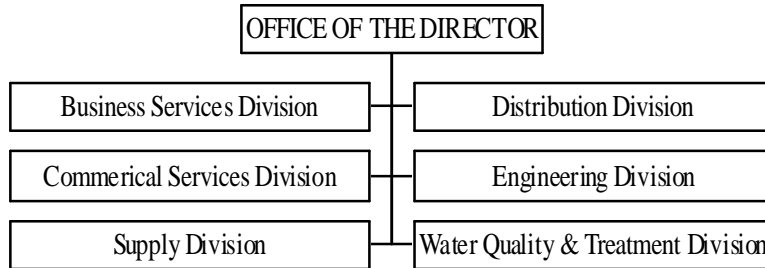 OFFICE OF THE DIRECTOR
Business Services Division
Distribution Division
Commerical Services Division
Engineering Division
Supply Division
Water Quality & Treatment Division